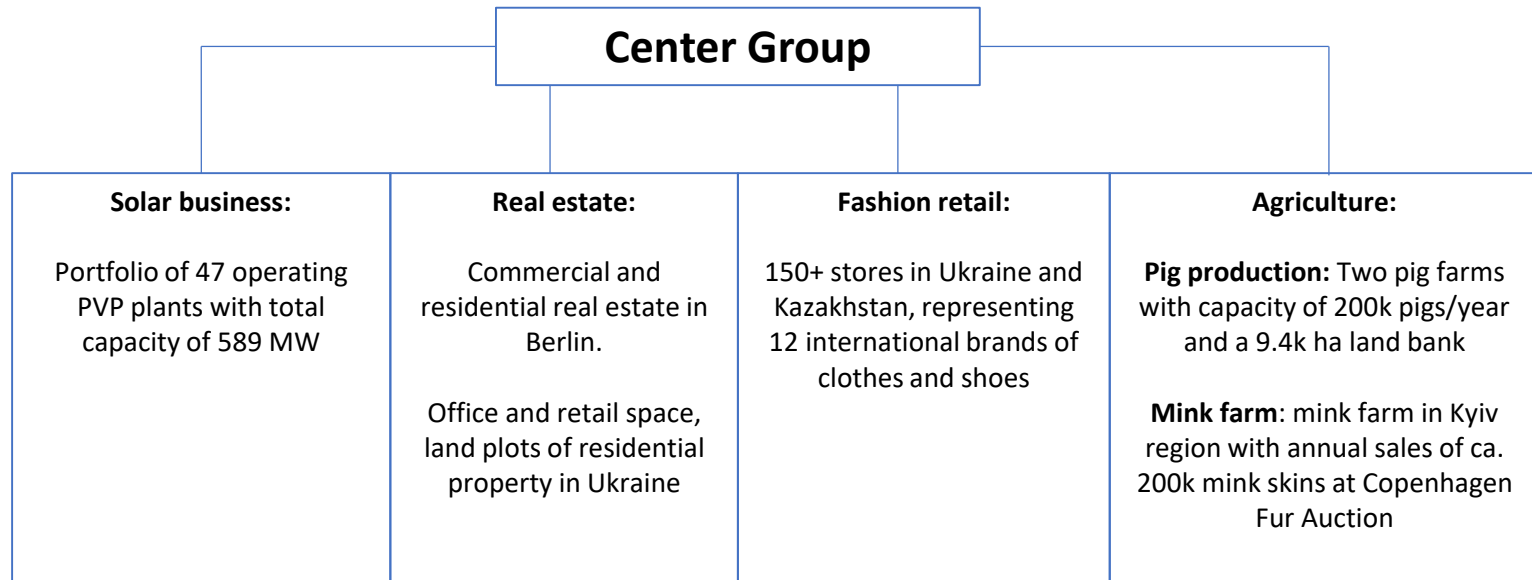 Center Group
Solar business:
Portfolio of 47 operating
PVP plants with total
capacity of 589 MW
Real estate:
Commercial and
residential real estate in
Berlin.
Office and retail space,
land plots of residential
property in Ukraine
Fashion retail:
150+ stores in Ukraine and
Kazakhstan, representing
12 international brands of
clothes and shoes
Agriculture:
Pig production: Two pig farms
with capacity of 200k pigs/year
and a 9.4k ha land bank
Mink farm: mink farm in Kyiv
region with annual sales of ca.
200k mink skins at Copenhagen
Fur Auction